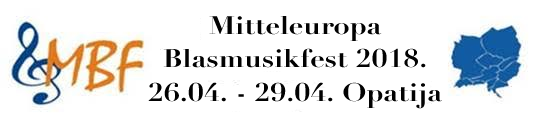 MBF
Mitteleuropa
Blasmusikfest 2018.
26.04. - 29.04. Opatija